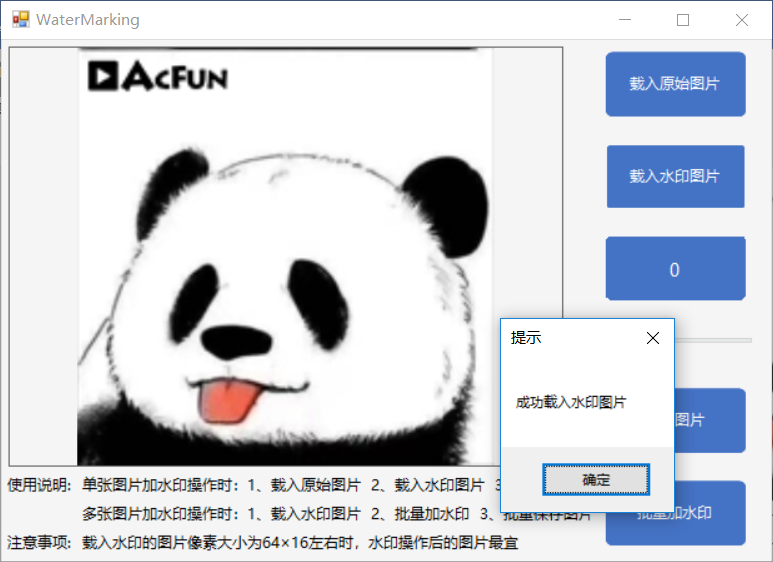 WaterMarking
AcFun
载入原始图片
载入水印图片
0
提示
成功载入水印图片
确定
图片
批量加水印
使用说明: 单张图片加水印操作时: 1、载入原始图片 2、载入水印图片 3
多张图片加水印操作时: 1、载入水印图片 2、批量加水印 3、批量保存图片
注意事项: 载入水印的图片像素大小为64×16左右时，水印操作后的图片最宜